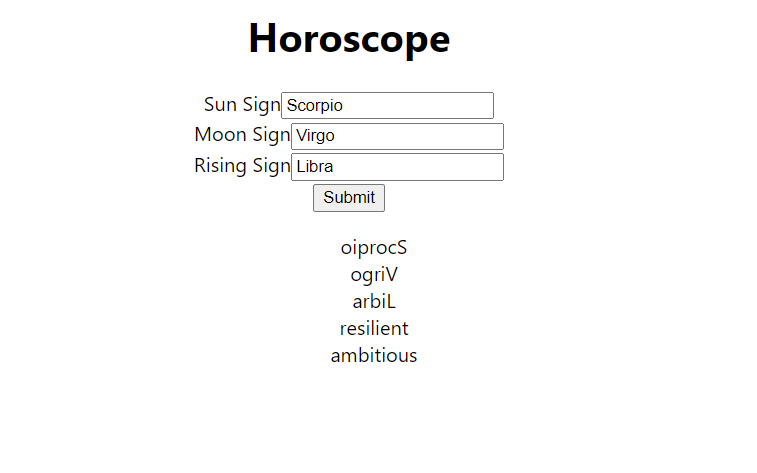 Horoscope
Sun Sign Scorpio
Moon Sign Virgo
Rising Sign Libra
Submit
oiprocS
ogriV
arbiL
resilient
ambitious